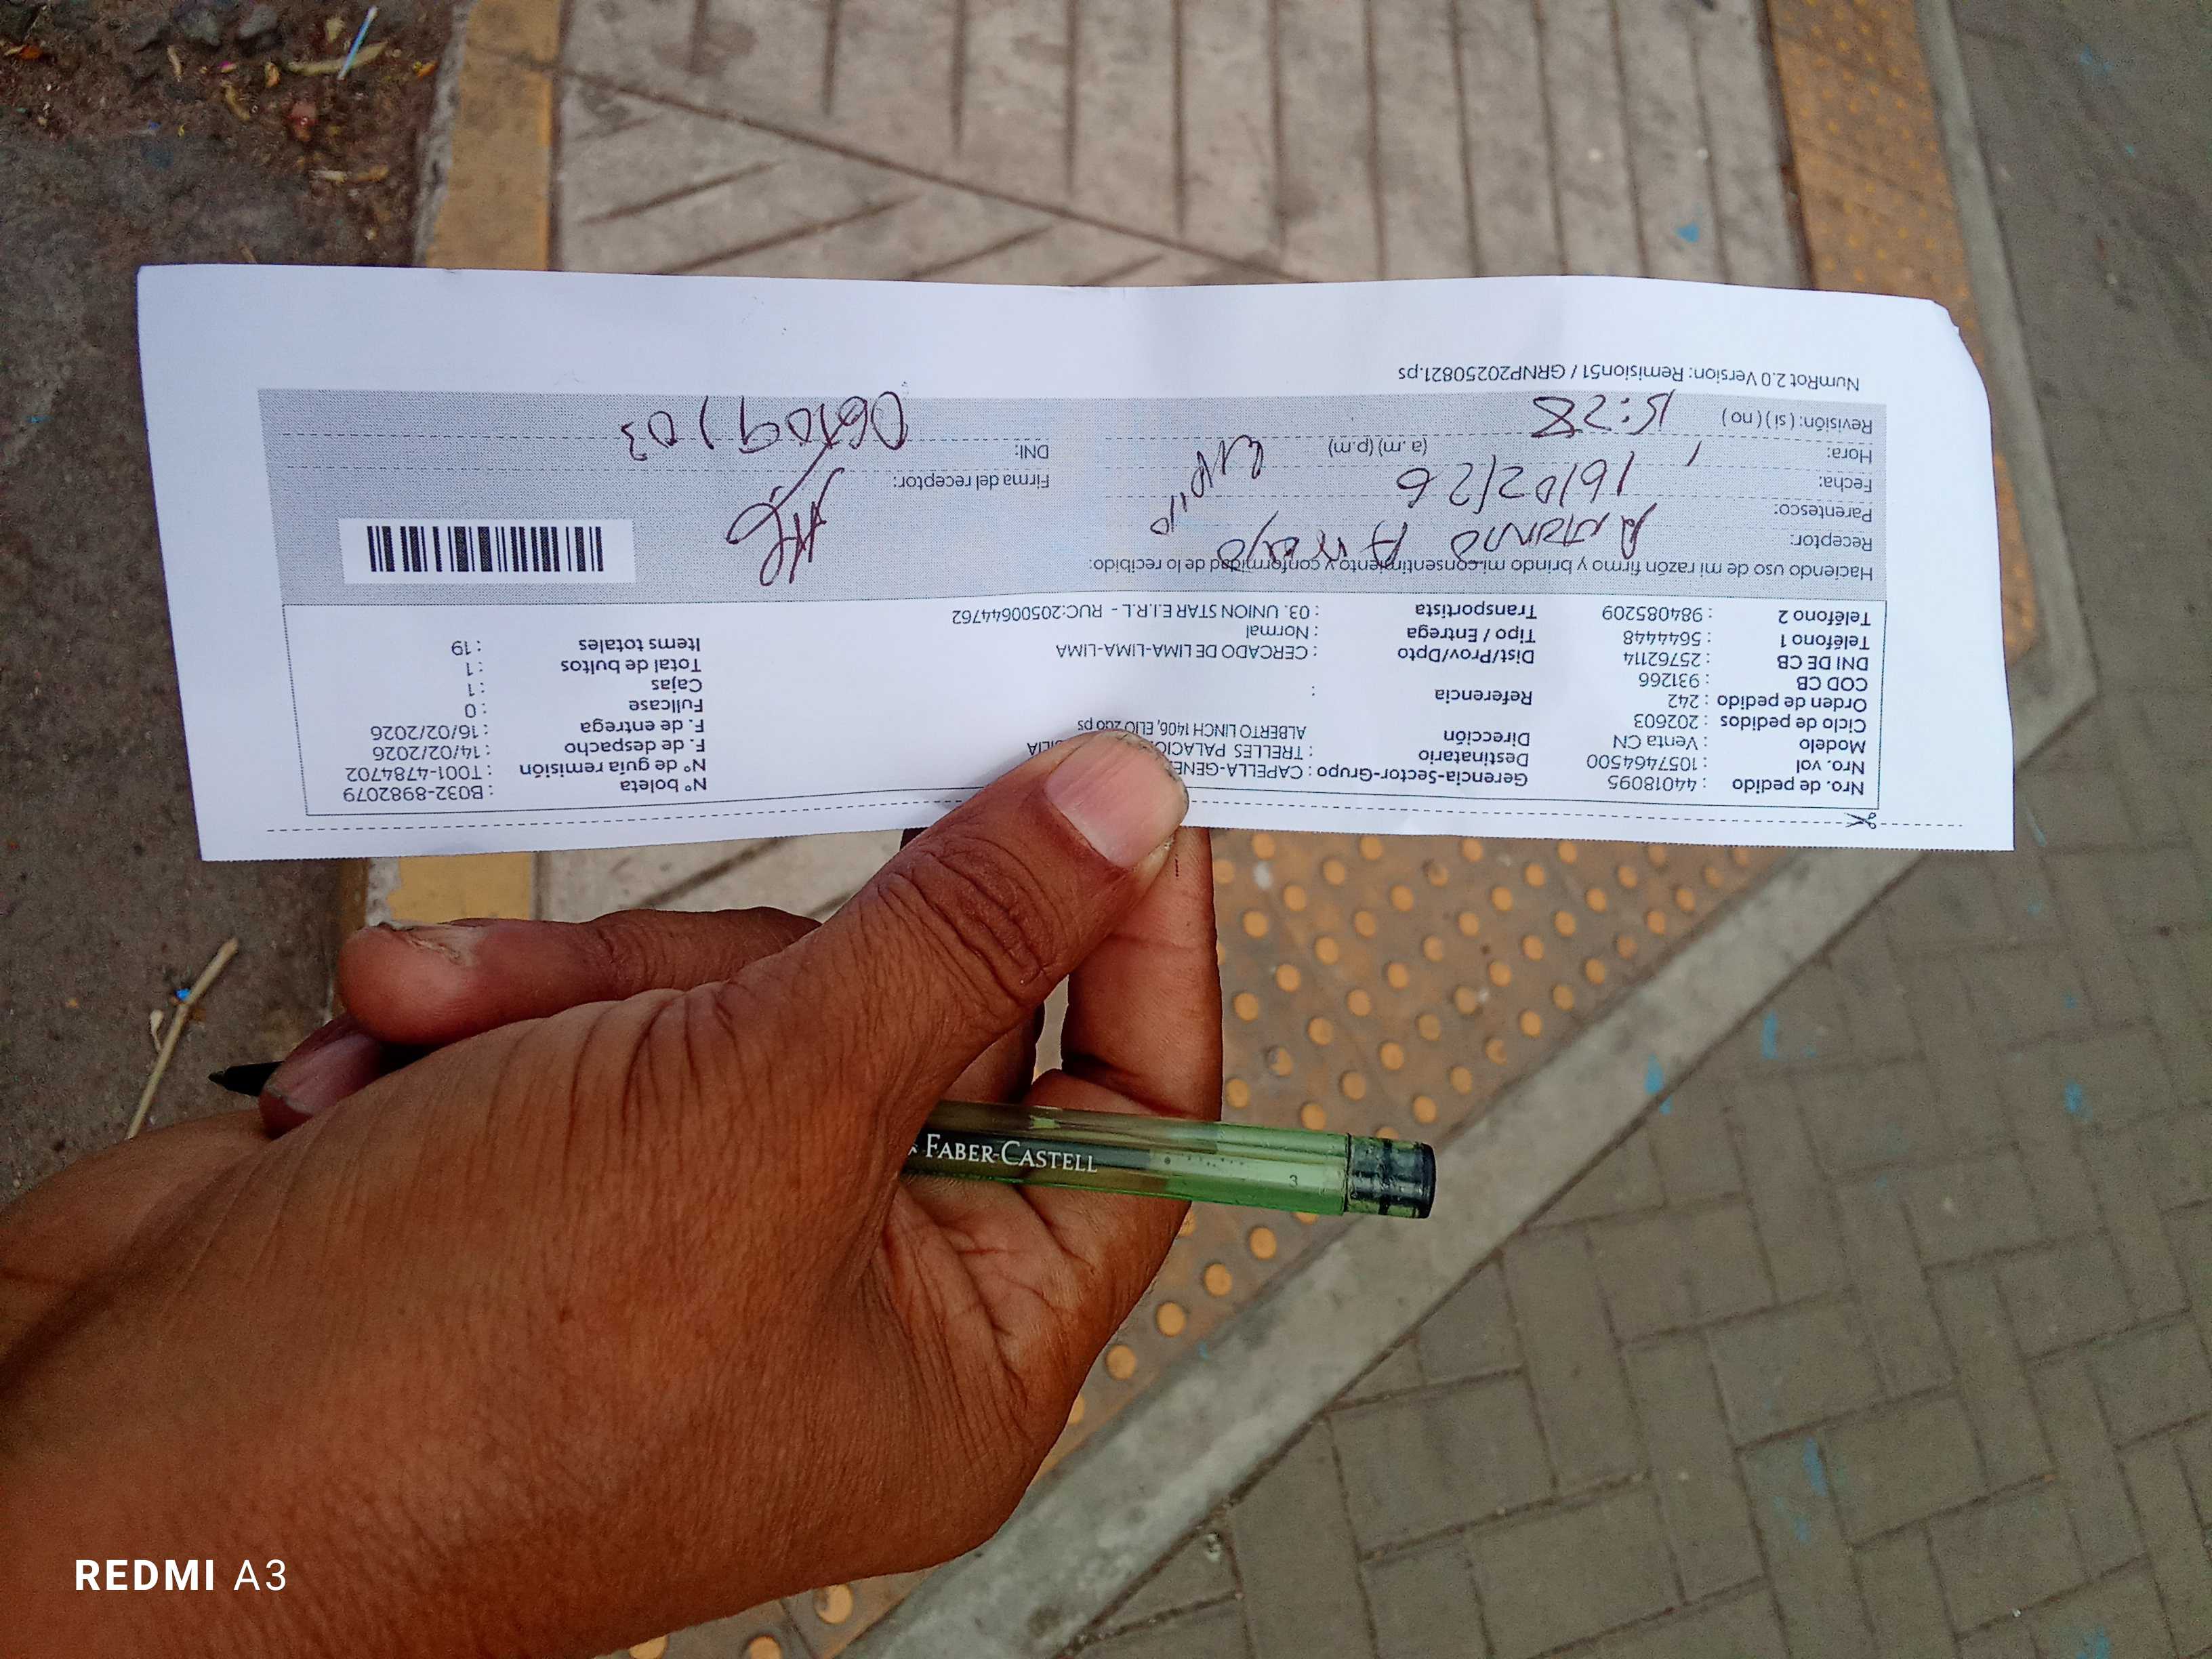 Nro. de pedido : 44018095
Nro. vol. : 1057464500
Modelo : Venta CN
Ciclo de pedidos : 202603
Orden de pedido : 242
COD CB : 931266
DNI DE CB : 25762114
Teléfono 1 : 5644448
Teléfono 2 : 984085209
Gerencia-Sector-Grupo : CAPELLA-GENE
Destinatario : TRELLES PALACIO
Dirección ALBERTO LINCH 1406, ELIO
Referencia :
Dist/Prov/Dpto : CERCADO DE LIMA-LIMA-LIMA
Tipo / Entrega : Normal
Transportista : 03. UNION STAR E.I.R.L - RUC:20500644762
N° boleta : B032-8982079
N° de guía remisión : T001-4784702
F. de despacho : 14/02/2026
F. de entrega : 16/02/2026
Fullcase : 0
Cajas : 1
Total de bultos : 1
Items totales : 19
Haciendo uso de mi razón firmo y brindo mi consentimiento y conformidad de lo recibido:
Receptor: Antonio Arroyo
Parentesco:
Fecha: 16/02/26
Hora: (a .m) (p.m)
Revisión: ( si ) ( no ) 15:28
Firma del receptor:
DNI:
NumRot 2.0 Version: Remision51 / GRNP20250821.ps
FABER-CASTELL
3
REDMI A3